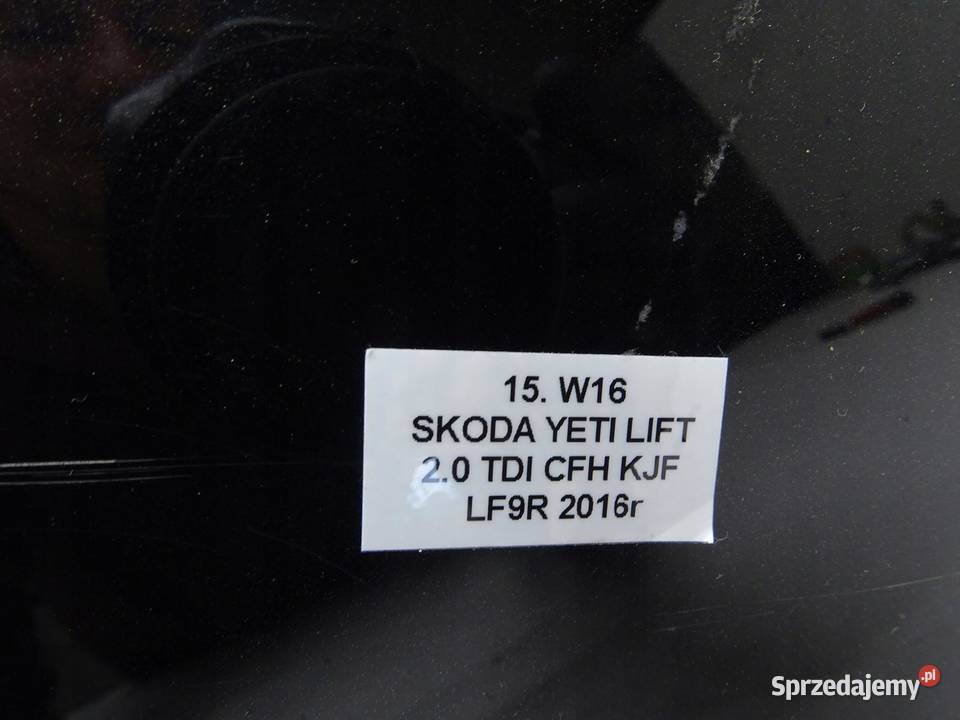 15. W16
SKODA YETI LIFT
2.0 TDI CFH KJF
LF9R 2016r
Sprzedajemy.pl